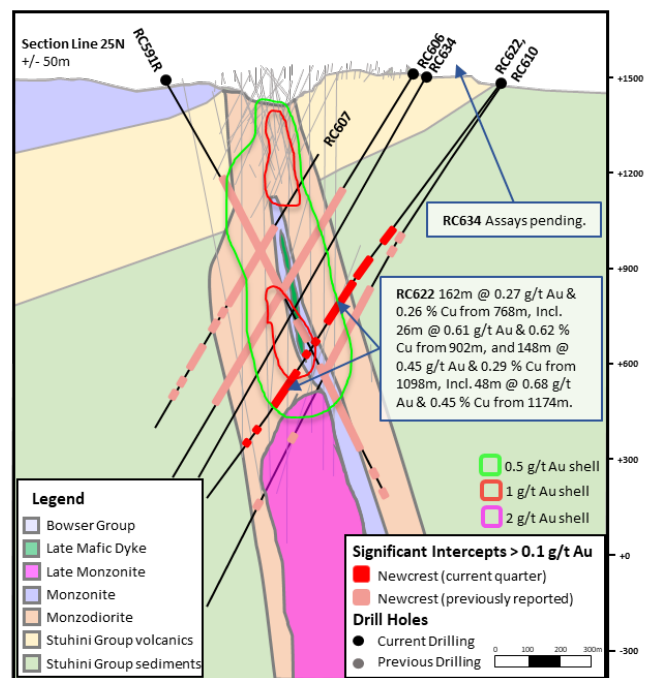 Section Line 25N
+/- 50m
RC591R
RC606
RC634
RC622,
RC610
RC607
+1500
+1200
+900
+600
+300
+0
-300
RC634 Assays pending.
RC622 162m @ 0.27 g/t Au &
0.26 % Cu from 768m, Incl.
26m @ 0.61 g/t Au & 0.62 %
Cu from 902m, and 148m @
0.45 g/t Au & 0.29 % Cu from
1098m, Incl. 48m @ 0.68 g/t
Au & 0.45 % Cu from 1174m.
0.5 g/t Au shell
1 g/t Au shell
2 g/t Au shell
Legend
Bowser Group
Late Mafic Dyke
Late Monzonite
Monzonite
Monzodiorite
Stuhini Group volcanics
Stuhini Group sediments
Significant Intercepts > 0.1 g/t Au
Newcrest (current quarter)
Newcrest (previously reported)
Drill Holes
Current Drilling
Previous Drilling
0 100 200 300m